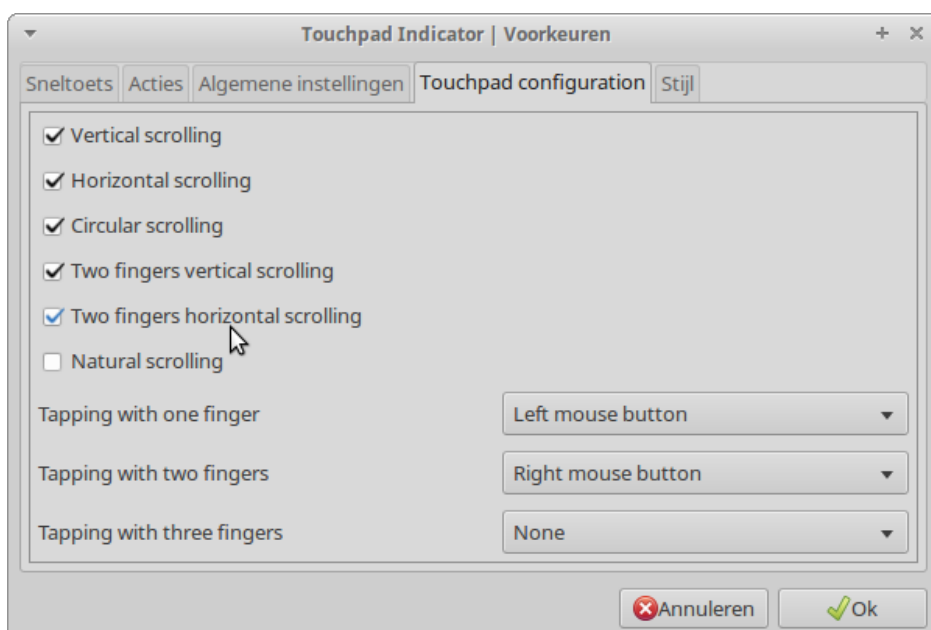 Touchpad Indicator | Voorkeuren
Sneltoets Acties Algemene instellingen Touchpad configuration Stijl
Vertical scrolling
Horizontal scrolling
Circular scrolling
Two fingers vertical scrolling
Two fingers horizontal scrolling
Natural scrolling
Tapping with one finger Left mouse button
Tapping with two fingers Right mouse button
Tapping with three fingers None
Annuleren Ok